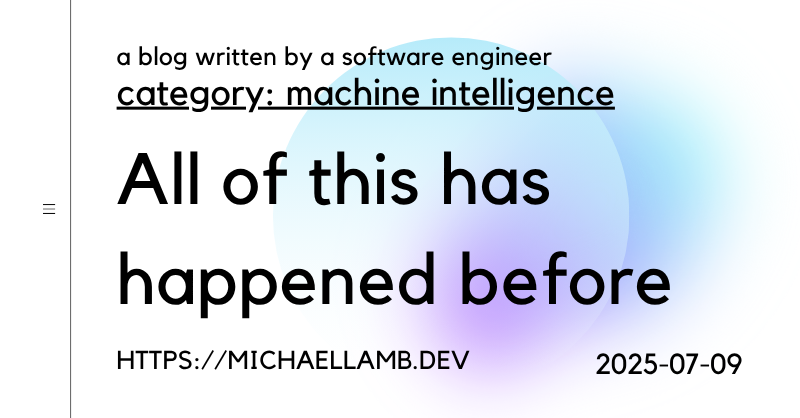 a blog written by a software engineer
category: machine intelligence
All of this has
happened before
HTTPS://MICHAELLAMB.DEV
2025-07-09